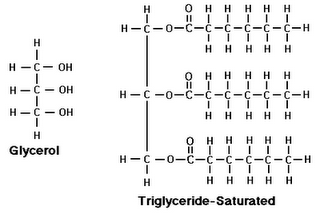 H
H – C – OH
H – C – OH
H – C – OH
H
Glycerol
H O H H H H H
H – C – O – C – C – C – C – C – C – H
H H H H H
O H H H H H
H – C – O – C – C – C – C – C – C – H
H H H H H
O H H H H H
H – C – O – C – C – C – C – C – C – H
H H H H H H
Triglyceride-Saturated